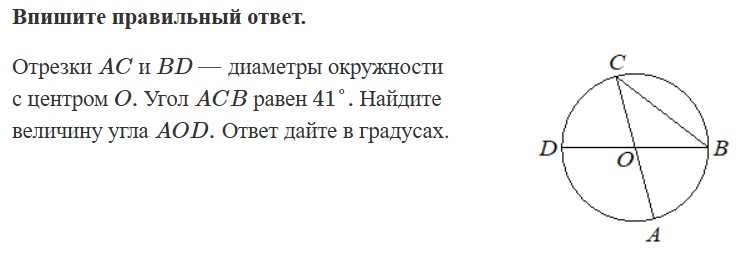 Впишите правильный ответ.
Отрезки AC и BD — диаметры окружности
с центром O. Угол ACB равен 41°. Найдите
величину угла AOD. Ответ дайте в градусах.
C
D
O
B
A